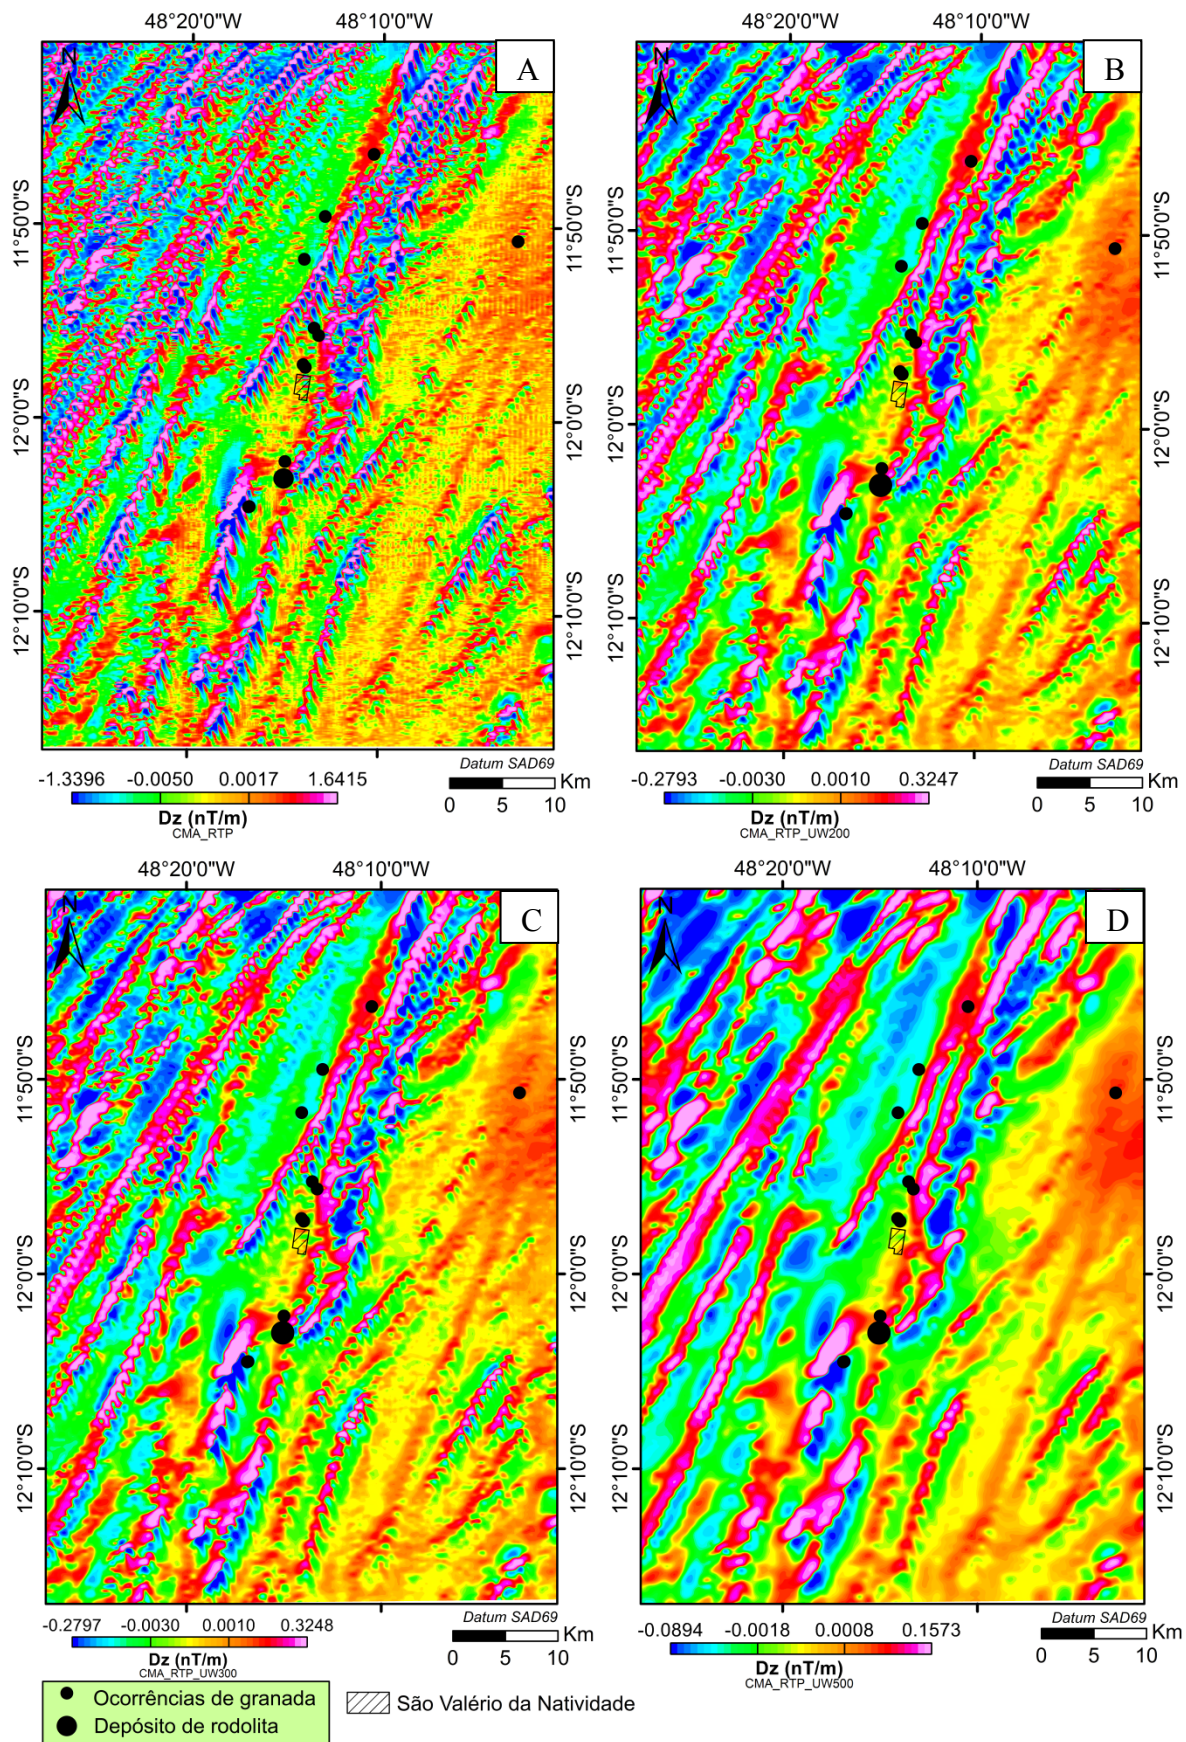 48°20'0"W 48°10'0"W
48°20'0"W 48°10'0"W
A
B
N
N
11°50'0"S
11°50'0"S
11°50'0"S
11°50'0"S
12°0'0"S
12°0'0"S
12°0'0"S
12°0'0"S
12°10'0"S
12°10'0"S
12°10'0"S
12°10'0"S
Datum SAD69
-1.3396 -0.0050 0.0017 1.6415
Dz (nT/m)
CMA_RTP
Km
0 5 10
Datum SAD69
-0.2793 -0.0030 0.0010 0.3247
Dz (nT/m)
CMA_RTP_UW200
Km
0 5 10
48°20'0"W 48°10'0"W
48°20'0"W 48°10'0"W
C
D
N
N
11°50'0"S
11°50'0"S
11°50'0"S
11°50'0"S
12°0'0"S
12°0'0"S
12°0'0"S
12°0'0"S
12°10'0"S
12°10'0"S
12°10'0"S
12°10'0"S
Datum SAD69
-0.2797 -0.0030 0.0010 0.3248
Dz (nT/m)
CMA_RTP_UW300
Km
0 5 10
Datum SAD69
-0.0894 -0.0018 0.0008 0.1573
Dz (nT/m)
CMA_RTP_UW500
Km
0 5 10
Ocorrências de granada
Depósito de rodolita
São Valério da Natividade